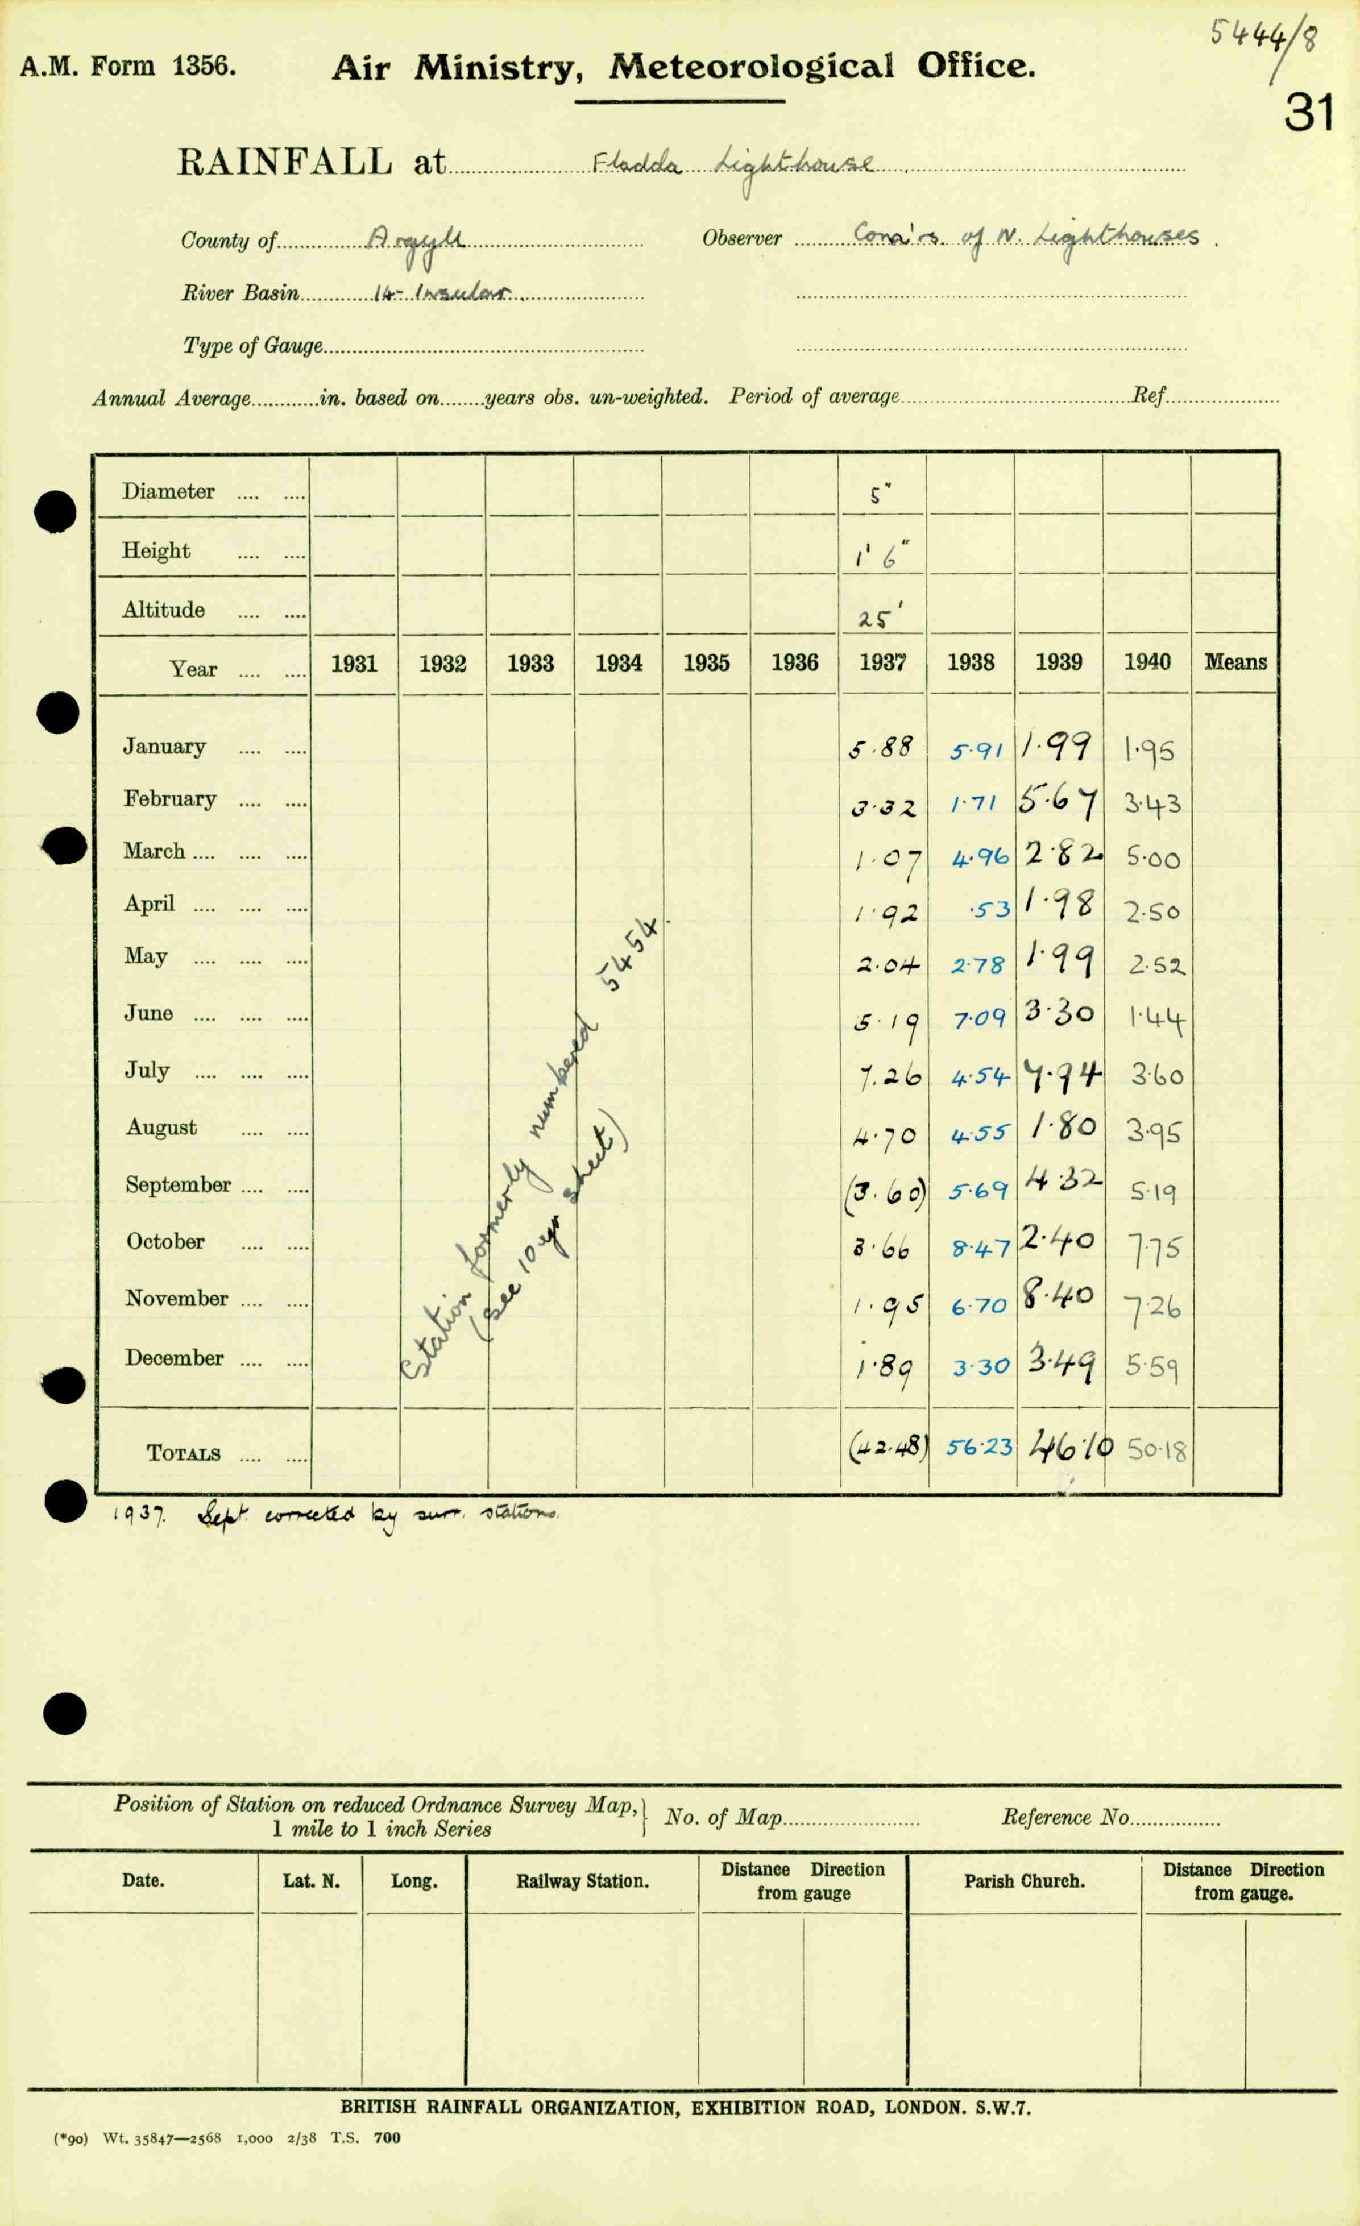 5444/8
A.M. Form 1356. Air Ministry, Meteorological Office.
31
RAINFALL at Fladda Lighthouse
County of Argyll Observer Comm'rs. of N. Lighthouses.
River Basin 14 - Insular.
Type of Gauge
Annual Average in. based on years obs. un-weighted. Period of average Ref.
Diameter .... .... 5"
Height .... .... 1' 6"
Altitude .... .... 25'
Year .... .... 1931 1932 1933 1934 1935 1936 1937 1938 1939 1940 Means
January .... .... 5.88 5.91 1.99 1.95
February .... .... 3.32 1.71 5.67 3.43
March .... .... .... 1.07 4.96 2.82 5.00
April .... .... .... 1.92 .53 1.98 2.50
May .... .... .... 2.04 2.78 1.99 2.52
June .... .... .... 5.19 7.09 3.30 1.44
July .... .... .... 7.26 4.54 7.94 3.60
August .... .... 4.70 4.55 1.80 3.95
September .... .... (3.60) 5.69 4.32 5.19
October .... .... 3.66 8.47 2.40 7.75
November .... .... 1.95 6.70 8.40 7.26
December .... .... 1.89 3.30 3.49 5.59
TOTALS .... .... (42.48) 56.23 46.10 50.18
Station formerly numbered 5454.
(see 10 yr sheet)
1937. Sept. corrected by surr. stations.
Position of Station on reduced Ordnance Survey Map, } No. of Map Reference No.
1 mile to 1 inch Series
Date. Lat. N. Long. Railway Station. Distance Direction from gauge Parish Church. Distance Direction from gauge.
BRITISH RAINFALL ORGANIZATION, EXHIBITION ROAD, LONDON. S.W.7.
(*90) Wt. 35847—2568 1,000 2/38 T.S. 700